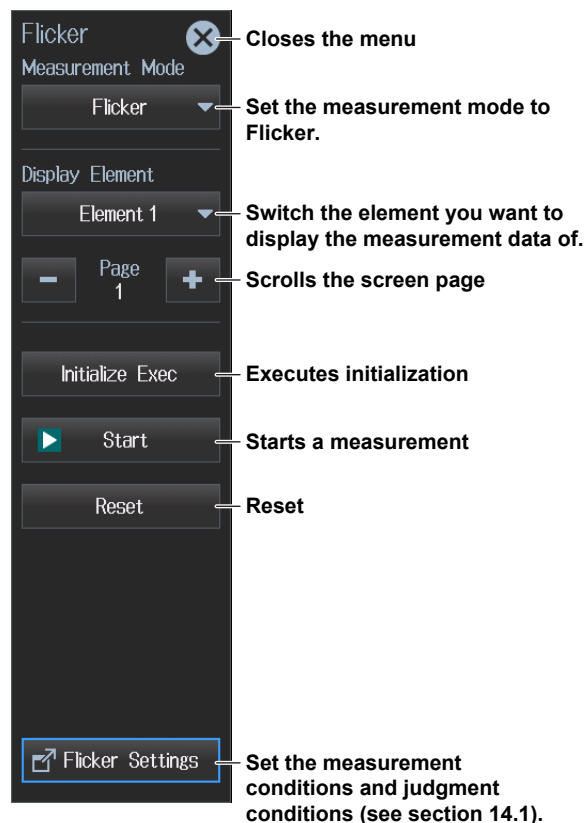 Flicker
Closes the menu
Measurement Mode
Flicker
Set the measurement mode to
Flicker.
Display Element
Element 1
Switch the element you want to
display the measurement data of.
Page
1
Scrolls the screen page
Initialize Exec
Executes initialization
Start
Starts a measurement
Reset
Reset
Flicker Settings
Set the measurement
conditions and judgment
conditions (see section 14.1).